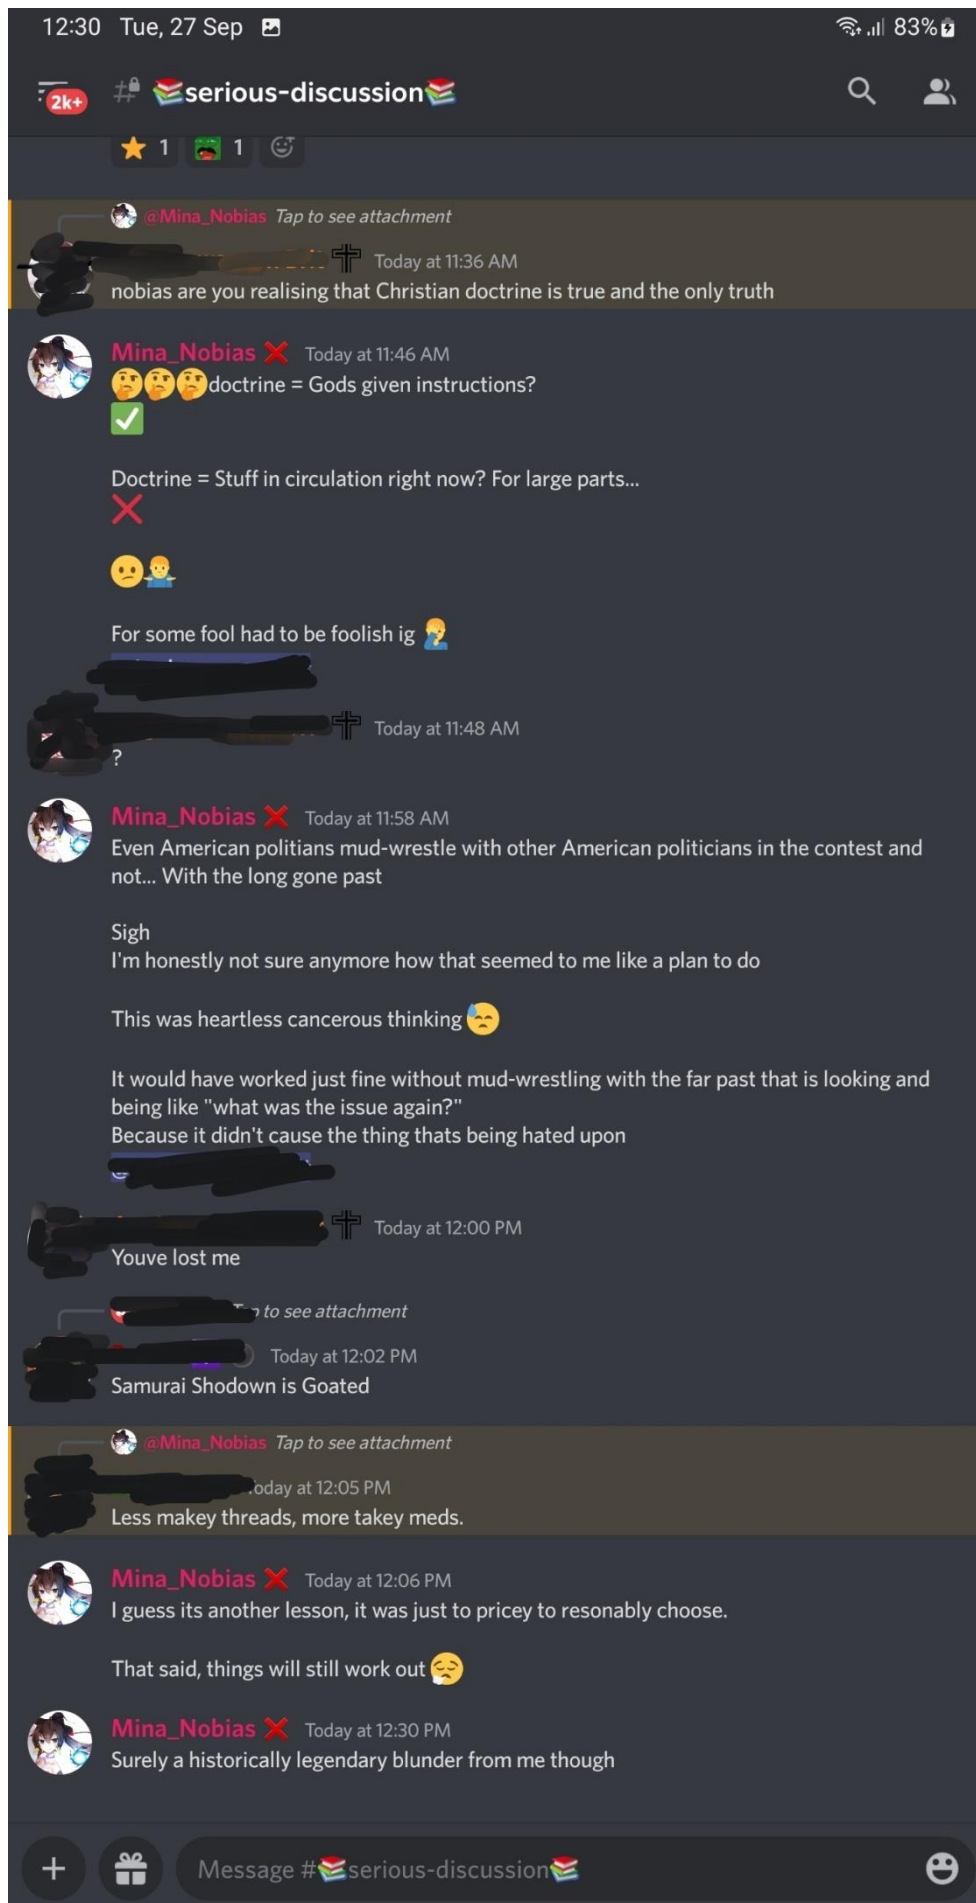 12:30 Tue, 27 Sep 83%
2k+ # serious-discussion
1 1
@Mina_Nobias Tap to see attachment
Today at 11:36 AM
nobias are you realising that Christian doctrine is true and the only truth
Mina_Nobias Today at 11:46 AM
doctrine = Gods given instructions?
Doctrine = Stuff in circulation right now? For large parts...
For some fool had to be foolish ig
Today at 11:48 AM
?
Mina_Nobias Today at 11:58 AM
Even American politians mud-wrestle with other American politicians in the contest and
not... With the long gone past
Sigh
I'm honestly not sure anymore how that seemed to me like a plan to do
This was heartless cancerous thinking
It would have worked just fine without mud-wrestling with the far past that is looking and
being like "what was the issue again?"
Because it didn't cause the thing thats being hated upon
Today at 12:00 PM
Youve lost me
to see attachment
Today at 12:02 PM
Samurai Shodown is Goated
@Mina_Nobias Tap to see attachment
oday at 12:05 PM
Less makey threads, more takey meds.
Mina_Nobias Today at 12:06 PM
I guess its another lesson, it was just to pricey to resonably choose.
That said, things will still work out
Mina_Nobias Today at 12:30 PM
Surely a historically legendary blunder from me though
Message # serious-discussion